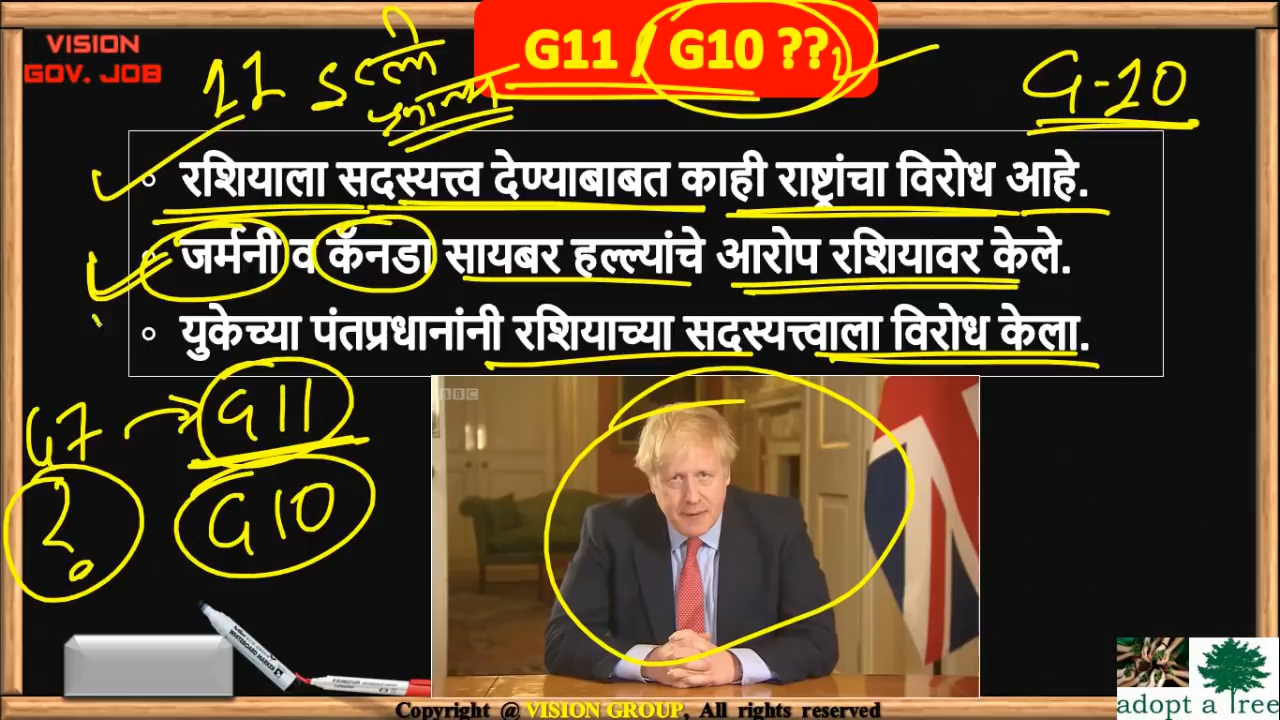 VISION
GOV. JOB
G11 / G10 ??
11
G-20
रशियाला सदस्यत्त्व देण्याबाबत काही राष्ट्रांचा विरोध आहे.
जर्मनी व कॅनडा सायबर हल्ल्यांचे आरोप रशियावर केले.
युकेच्या पंतप्रधानांनी रशियाच्या सदस्यत्त्वाला विरोध केला.
G7 → G11
? G10
BBC
adopt a Tree
Copyright @ VISION GROUP, All rights reserved